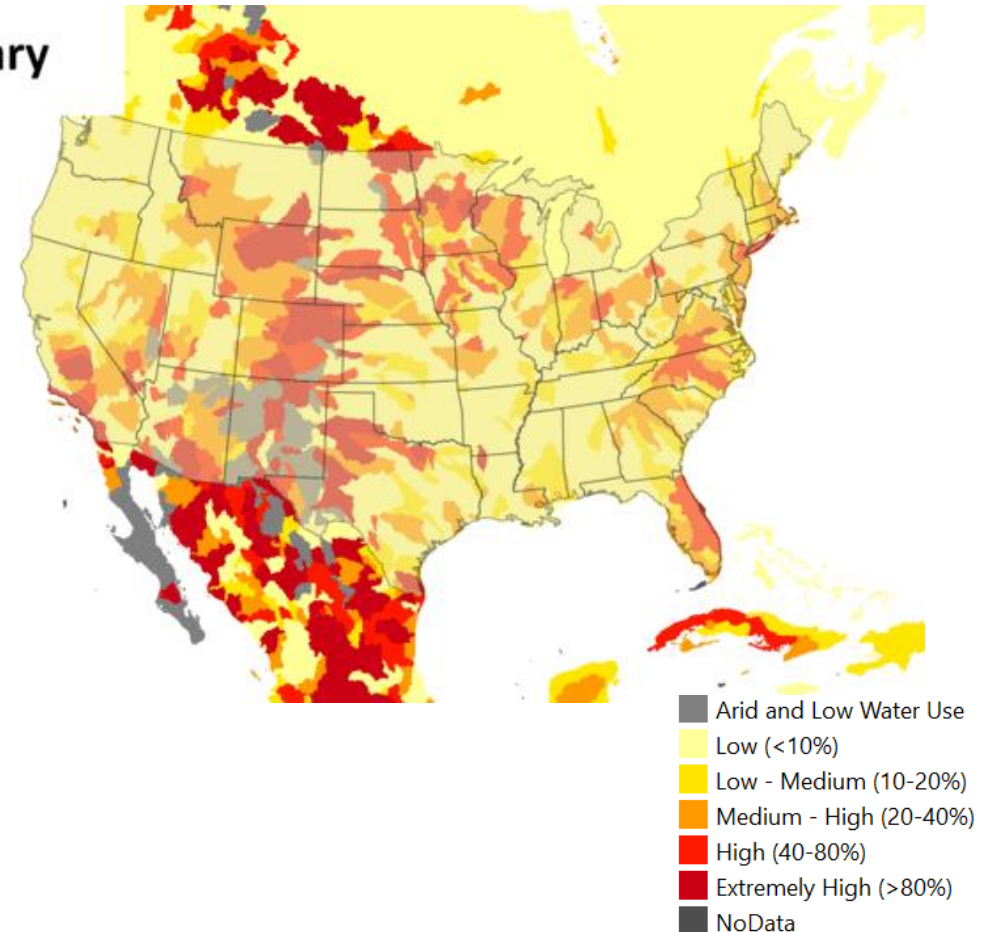 ary
Arid and Low Water Use
Low (<10%)
Low - Medium (10-20%)
Medium - High (20-40%)
High (40-80%)
Extremely High (>80%)
NoData